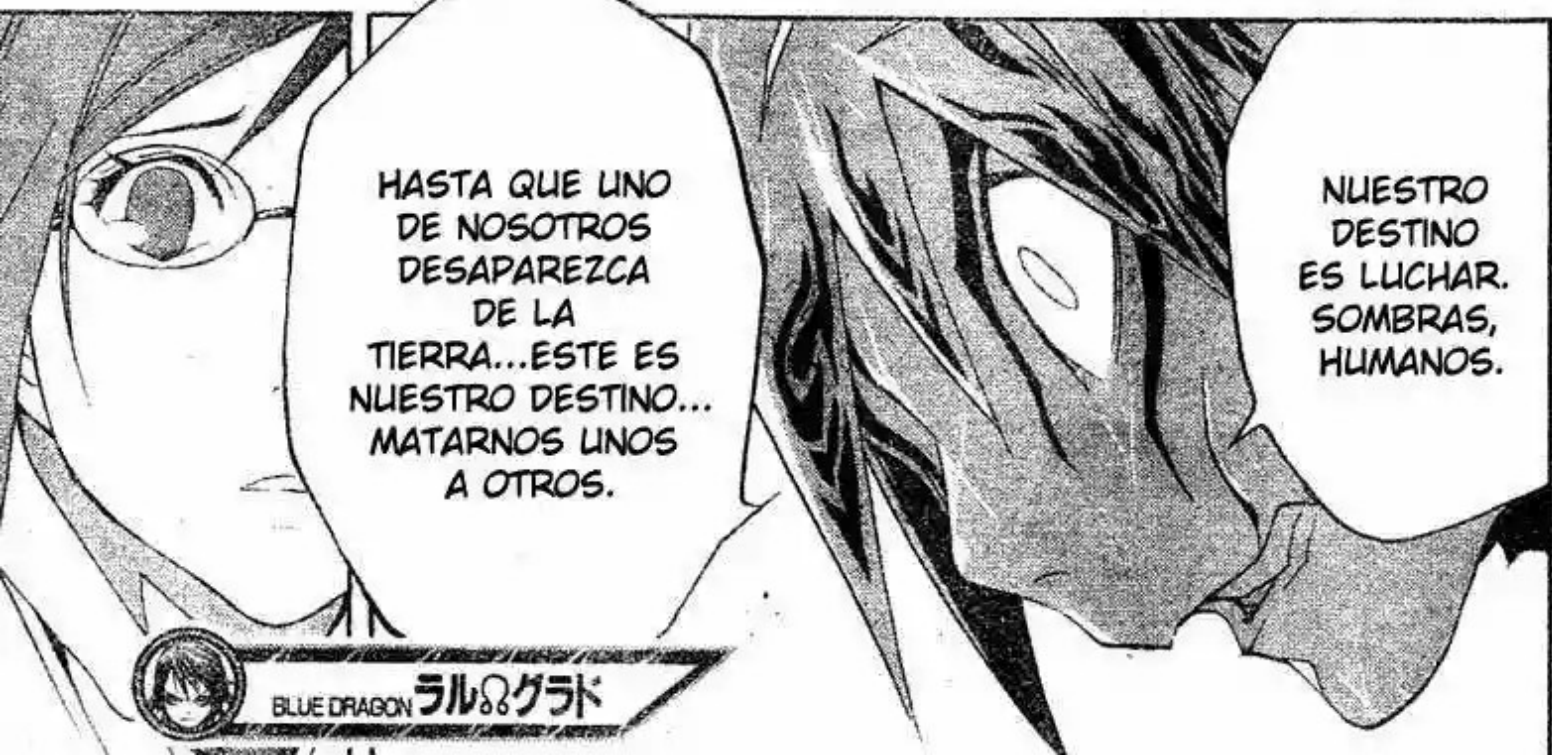 NUESTRO
DESTINO
ES LUCHAR.
SOMBRAS,
HUMANOS.
HASTA QUE UNO
DE NOSOTROS
DESAPAREZCA
DE LA
TIERRA...ESTE ES
NUESTRO DESTINO...
MATARNOS UNOS
A OTROS.
BLUE DRAGON ラルΩグラド